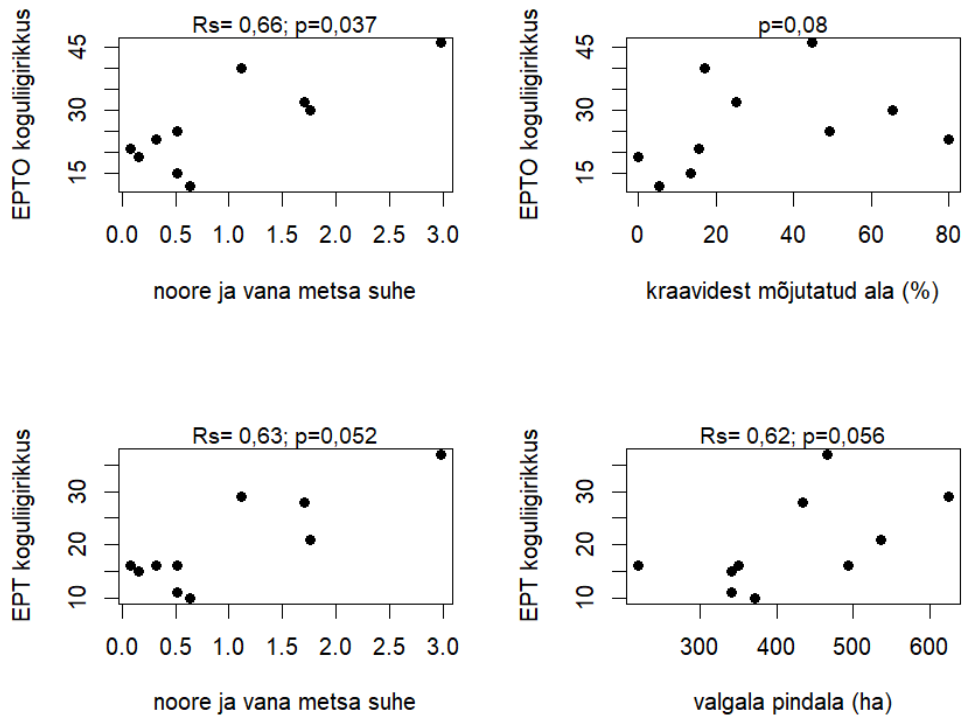 Rs= 0,66; p=0,037
EPTO koguliigirikkus
15 30 45
0.0 0.5 1.0 1.5 2.0 2.5 3.0
noore ja vana metsa suhe
p=0,08
EPTO koguliigirikkus
15 30 45
0 20 40 60 80
kraavidest mõjutatud ala (%)
Rs= 0,63; p=0,052
EPT koguliigirikkus
10 20 30
0.0 0.5 1.0 1.5 2.0 2.5 3.0
noore ja vana metsa suhe
Rs= 0,62; p=0,056
EPT koguliigirikkus
10 20 30
300 400 500 600
valgala pindala (ha)